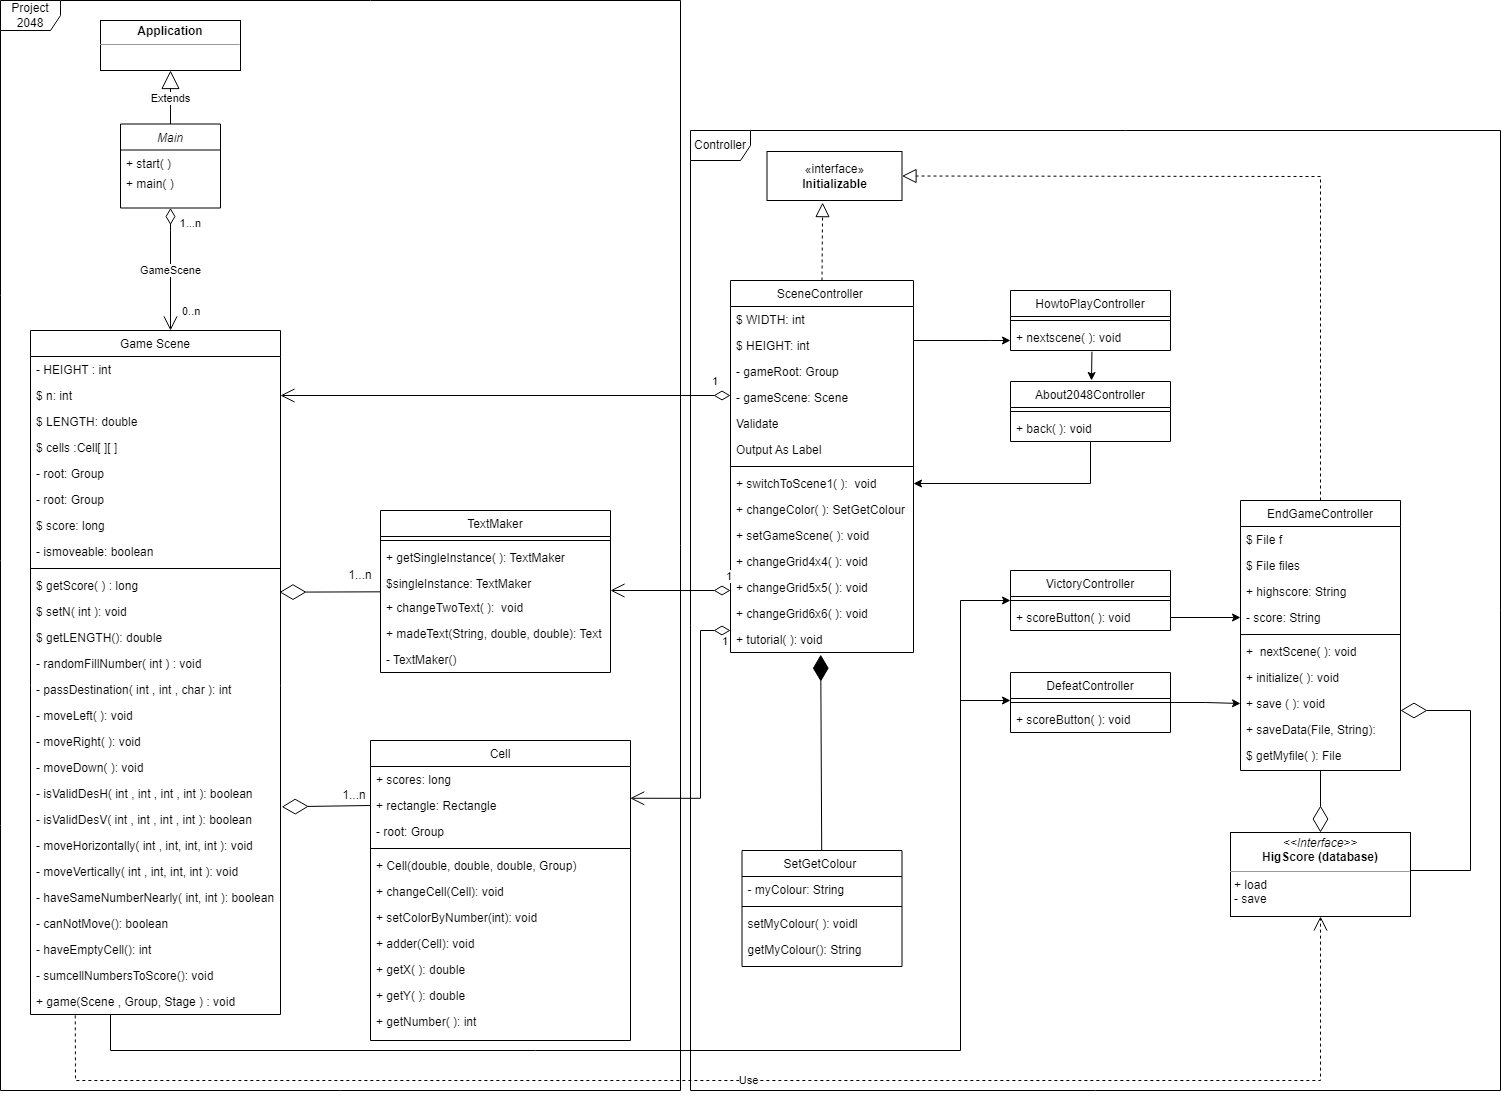 Project
2048
Application
Extends
Main
+ start( )
+ main( )
1...n
GameScene
0..n
Game Scene
- HEIGHT : int
$ n: int
$ LENGTH: double
$ cells :Cell[ ][ ]
- root: Group
- root: Group
$ score: long
- ismoveable: boolean
$ getScore( ) : long
$ setN( int ): void
$ getLENGTH(): double
- randomFillNumber( int ) : void
- passDestination( int , int , char ): int
- moveLeft( ): void
- moveRight( ): void
- moveDown( ): void
- isValidDesH( int , int , int , int ): boolean
- isValidDesV( int , int , int , int ): boolean
- moveHorizontally( int , int, int, int ): void
- moveVertically( int , int, int, int ): void
- haveSameNumberNearly( int, int ): boolean
- canNotMove(): boolean
- haveEmptyCell(): int
- sumcellNumbersToScore(): void
+ game(Scene , Group, Stage ) : void
1...n
TextMaker
+ getSingleInstance( ): TextMaker
$singleInstance: TextMaker
+ changeTwoText( ): void
+ madeText(String, double, double): Text
- TextMaker()
1...n
Cell
+ scores: long
+ rectangle: Rectangle
- root: Group
+ Cell(double, double, double, Group)
+ changeCell(Cell): void
+ setColorByNumber(int): void
+ adder(Cell): void
+ getX( ): double
+ getY( ): double
+ getNumber( ): int
Controller
«interface»
Initializable
SceneController
$ WIDTH: int
$ HEIGHT: int
- gameRoot: Group
- gameScene: Scene
Validate
Output As Label
+ switchToScene1( ): void
+ changeColor( ): SetGetColour
+ setGameScene( ): void
+ changeGrid4x4( ): void
+ changeGrid5x5( ): void
+ changeGrid6x6( ): void
+ tutorial( ): void
1
1
1
SetGetColour
- myColour: String
setMyColour( ): voidl
getMyColour(): String
HowtoPlayController
+ nextscene( ): void
About2048Controller
+ back( ): void
VictoryController
+ scoreButton( ): void
DefeatController
+ scoreButton( ): void
EndGameController
$ File f
$ File files
+ highscore: String
- score: String
+ nextScene( ): void
+ initialize( ): void
+ save ( ): void
+ saveData(File, String):
$ getMyfile( ): File
<<Interface>>
HigScore (database)
+ load
- save
Use